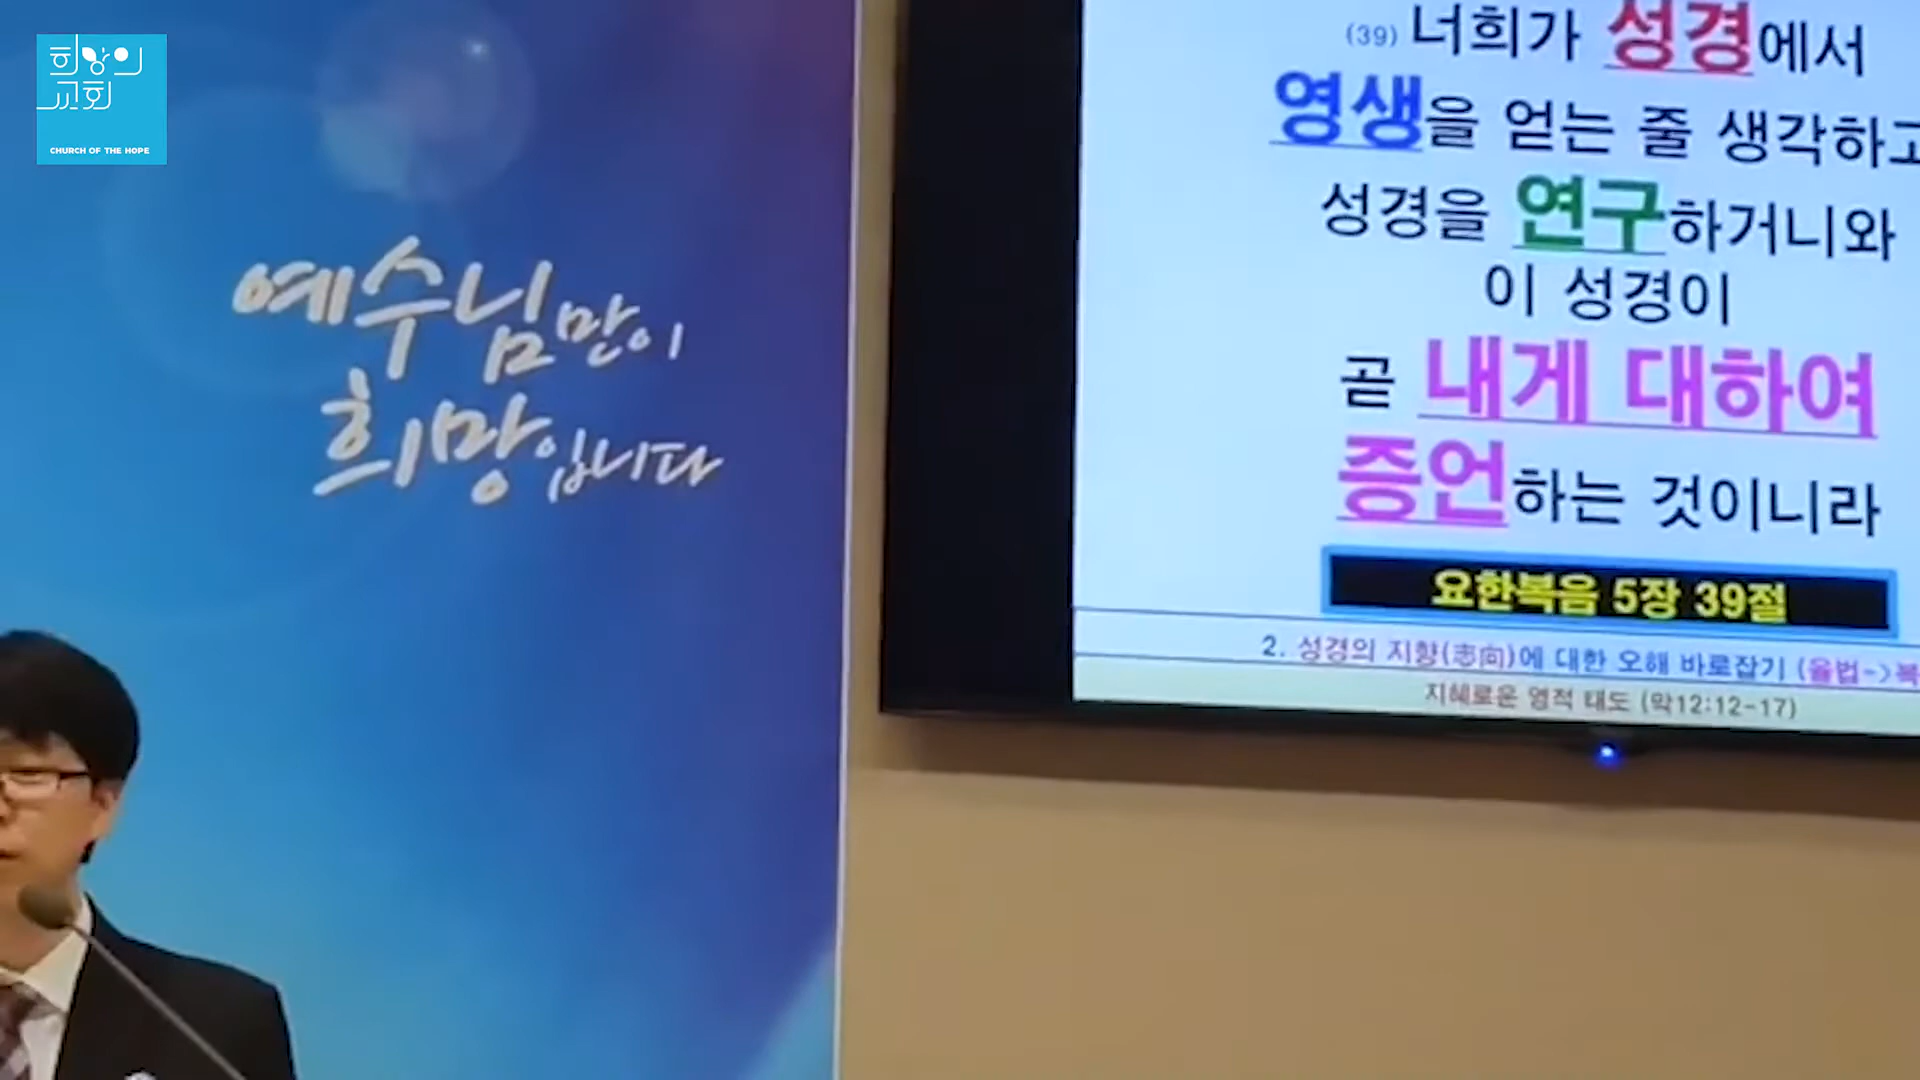 희망의
교회
CHURCH OF THE HOPE
예수님만이
희망입니다
(39) 너희가 성경에서
영생을 얻는 줄 생각하고
성경을 연구하거니와
이 성경이
곧 내게 대하여
증언하는 것이니라
요한복음 5장 39절
2. 성경의 지향(志向)에 대한 오해 바로잡기 (율법->복
지혜로운 영적 태도 (막12:12-17)